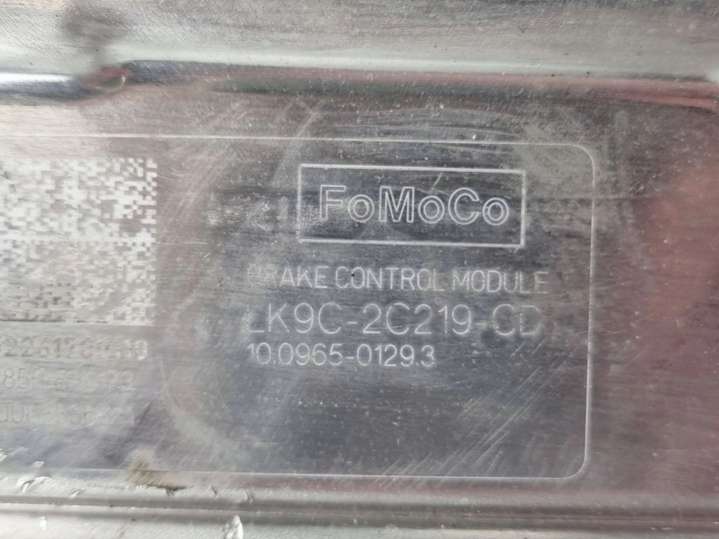 FoMoCo
BRAKE CONTROL MODULE
LK9C-2C219-CD
10.0965-0129.3